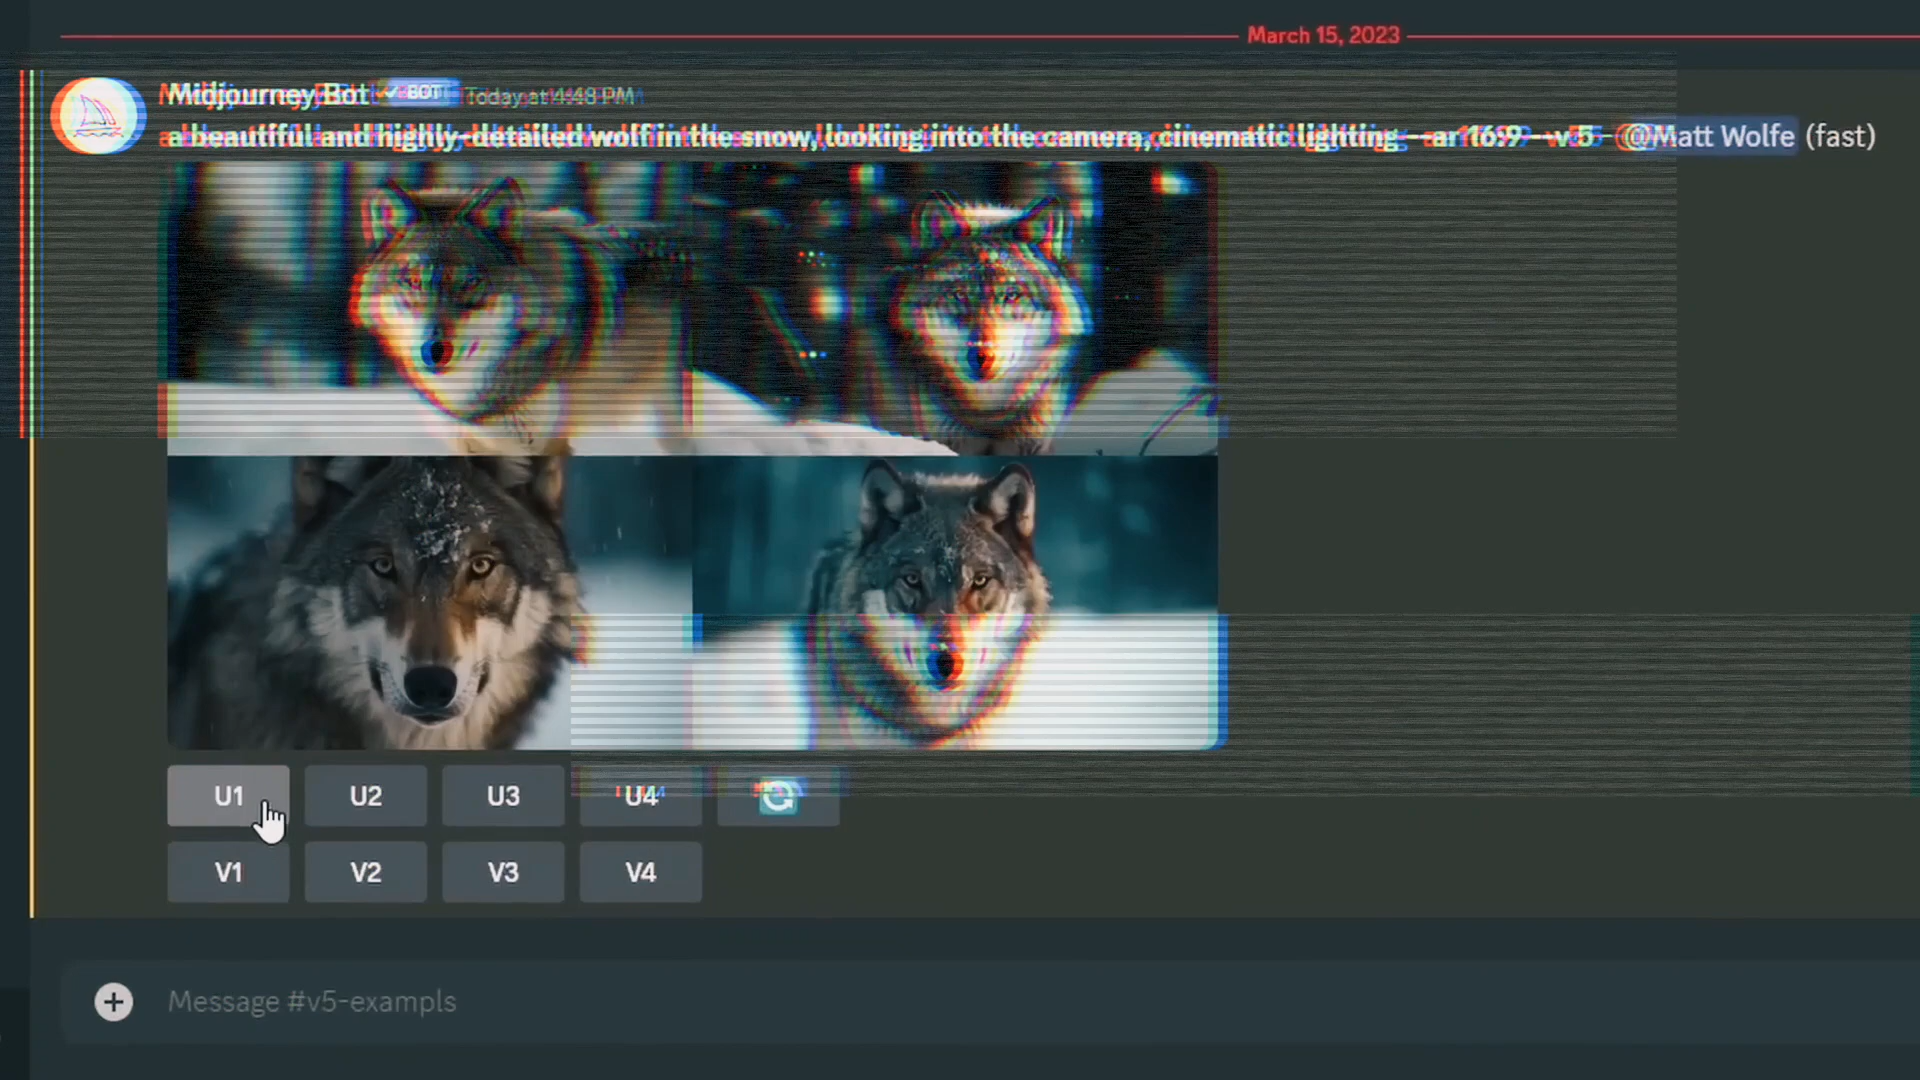 March 15, 2023
Midjourney Bot ✓ BOT Today at 4:48 PM
a beautiful and highly-detailed wolf in the snow, looking into the camera, cinematic lighting --ar 16:9 --v 5 - @Matt Wolfe (fast)
U1 U2 U3 U4
V1 V2 V3 V4
Message #v5-exampls